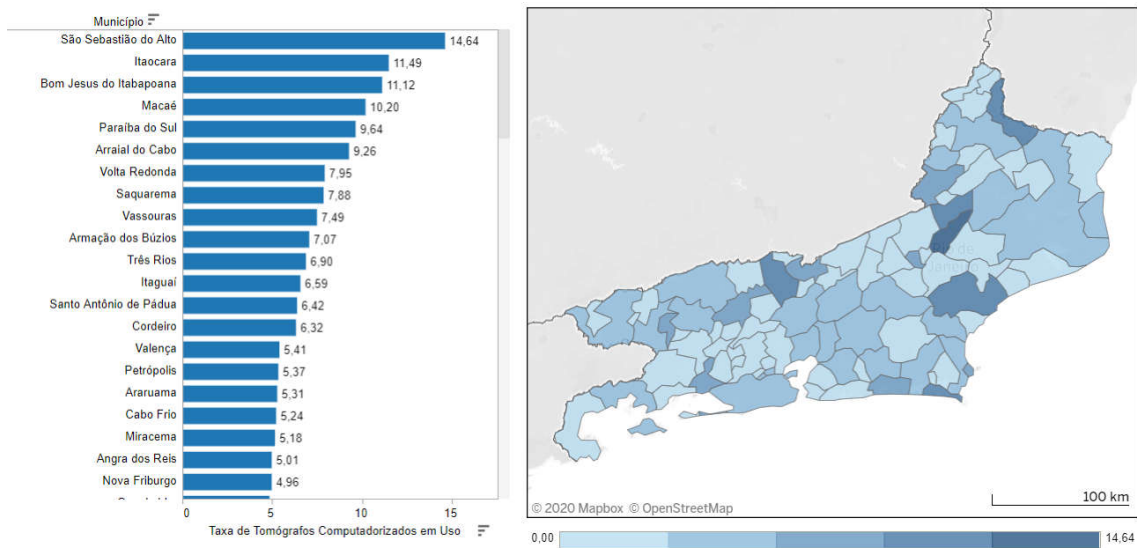 Município
São Sebastião do Alto 14,64
Itaocara 11,49
Bom Jesus do Itabapoana 11,12
Macaé 10,20
Paraíba do Sul 9,64
Arraial do Cabo 9,26
Volta Redonda 7,95
Saquarema 7,88
Vassouras 7,49
Armação dos Búzios 7,07
Três Rios 6,90
Itaguaí 6,59
Santo Antônio de Pádua 6,42
Cordeiro 6,32
Valença 5,41
Petrópolis 5,37
Araruama 5,31
Cabo Frio 5,24
Miracema 5,18
Angra dos Reis 5,01
Nova Friburgo 4,96
0 5 10 15
Taxa de Tomógrafos Computadorizados em Uso
Rio de
Janeiro
100 km
© 2020 Mapbox © OpenStreetMap
0,00 14,64